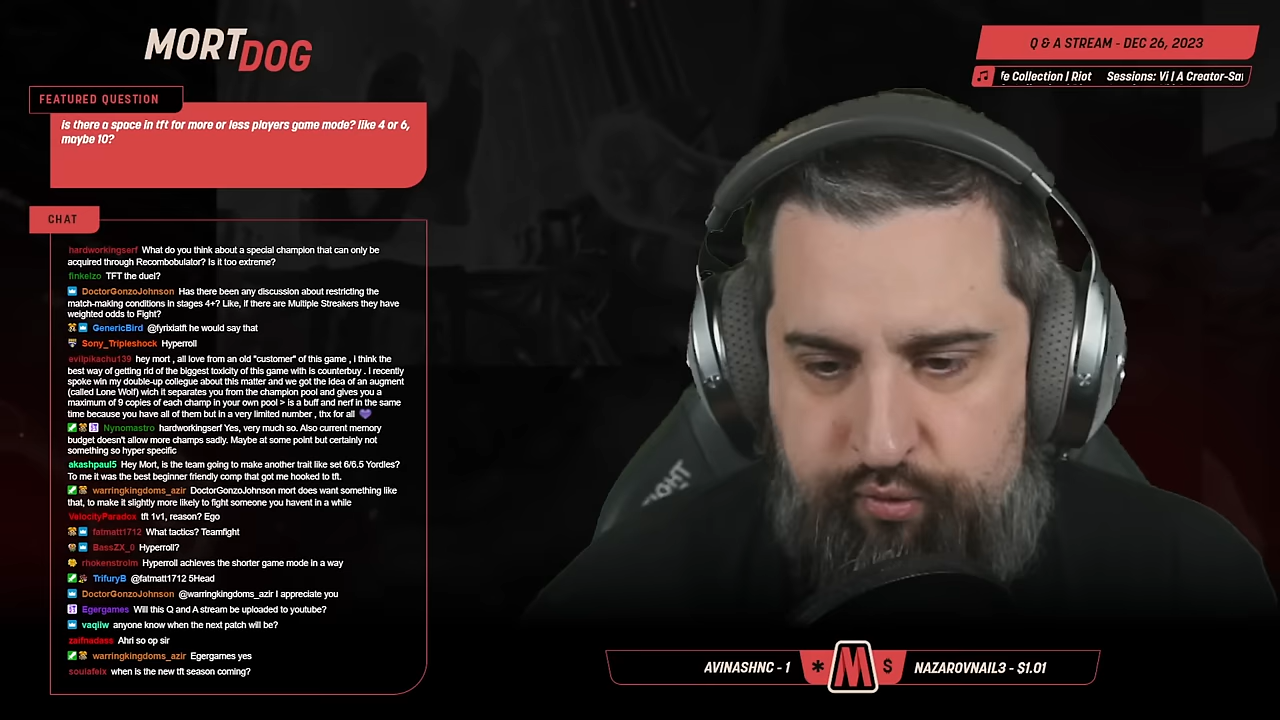 MORTDOG
Q & A STREAM - DEC 26, 2023
fe Collection | Riot Sessions: Vi | A Creator-Sa
FEATURED QUESTION
is there a space in tft for more or less players game mode? like 4 or 6,
maybe 10?
CHAT
hardworkingserf What do you think about a special champion that can only be
acquired through Recombobulator? Is it too extreme?
finkelzo TFT the duel?
DoctorGonzoJohnson Has there been any discussion about restricting the
match-making conditions in stages 4+? Like, if there are Multiple Streakers they have
weighted odds to Fight?
GenericBird @fyrixiatft he would say that
Sony_Tripleshock Hyperroll
evilpikachu139 hey mort , all love from an old "customer" of this game , I think the
best way of getting rid of the biggest toxicity of this game with is counterbuy . I recently
spoke win my double-up collegue about this matter and we got the idea of an augment
(called Lone Wolf) wich it separates you from the champion pool and gives you a
maximum of 9 copies of each champ in your own pool > is a buff and nerf in the same
time because you have all of them but in a very limited number , thx for all
Nynomastro hardworkingserf Yes, very much so. Also current memory
budget doesn't allow more champs sadly. Maybe at some point but certainly not
something so hyper specific
akashpaul5 Hey Mort, is the team going to make another trait like set 6/6.5 Yordles?
To me it was the best beginner friendly comp that got me hooked to tft.
warringkingdoms_azir DoctorGonzoJohnson mort does want something like
that, to make it slightly more likely to fight someone you havent in a while
VelocityParadox tft 1v1, reason? Ego
fatmatt1712 What tactics? Teamfight
BassZX_0 Hyperroll?
rhokenstrolm Hyperroll achieves the shorter game mode in a way
TrifuryB @fatmatt1712 5Head
DoctorGonzoJohnson @warringkingdoms_azir I appreciate you
Egergames Will this Q and A stream be uploaded to youtube?
vaqliw anyone know when the next patch will be?
zaifnadass Ahri so op sir
warringkingdoms_azir Egergames yes
soulafeix when is the new tft season coming?
AVINASHNC - 1 * M $ NAZAROVNAIL3 - $1.01